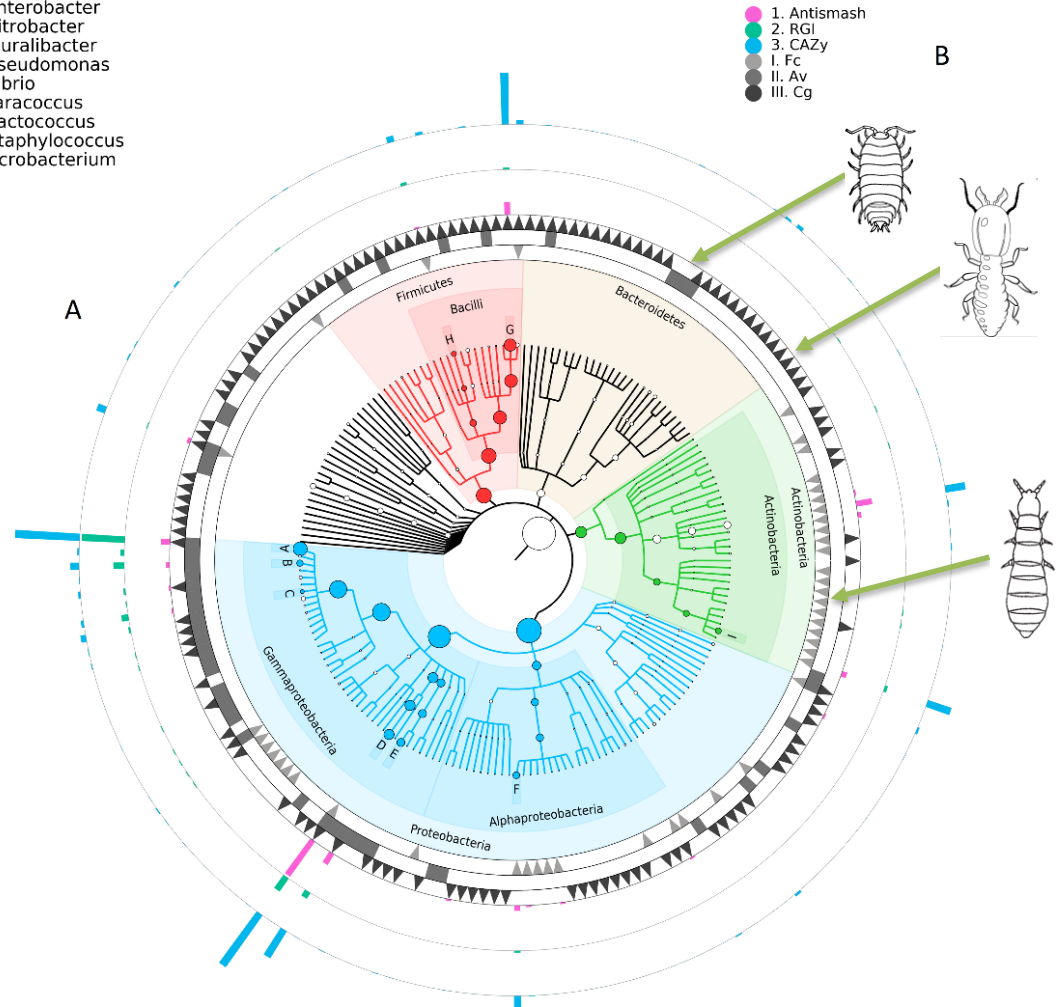 nterobacter
itrobacter
uralibacter
seudomonas
brio
aracoccus
actococcus
taphylococcus
crobacterium
1. Antismash
2. RGI
3. CAZy
I. Fc
II. Av
III. Cg
B
A
Firmicutes
Bacilli
H
G
Bacteroidetes
Actinobacteria
Actinobacteria
A
B
C
I
Gammaproteobacteria
D
E
F
Alphaproteobacteria
Proteobacteria